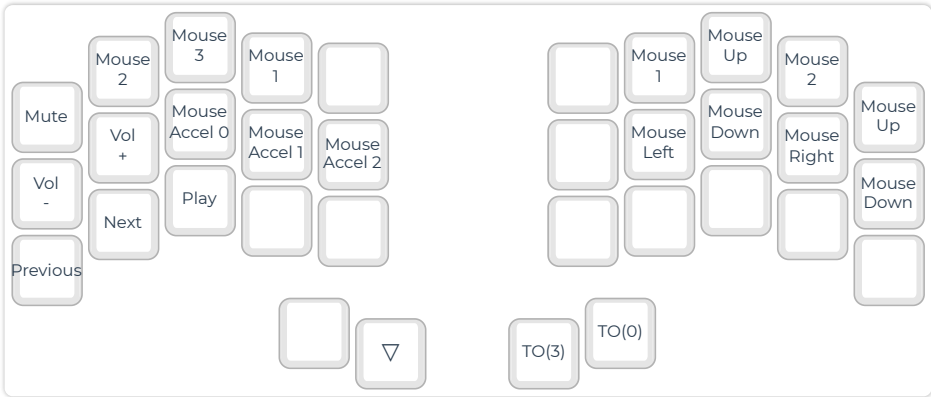 Mute
Mouse
2
Mouse
3
Mouse
1
Vol
-
Vol
+
Mouse
Accel 0
Mouse
Accel 1
Mouse
Accel 2
Previous
Next
Play
▽
Mouse
1
Mouse
Up
Mouse
2
Mouse
Up
Mouse
Left
Mouse
Down
Mouse
Right
Mouse
Down
TO(3)
TO(0)